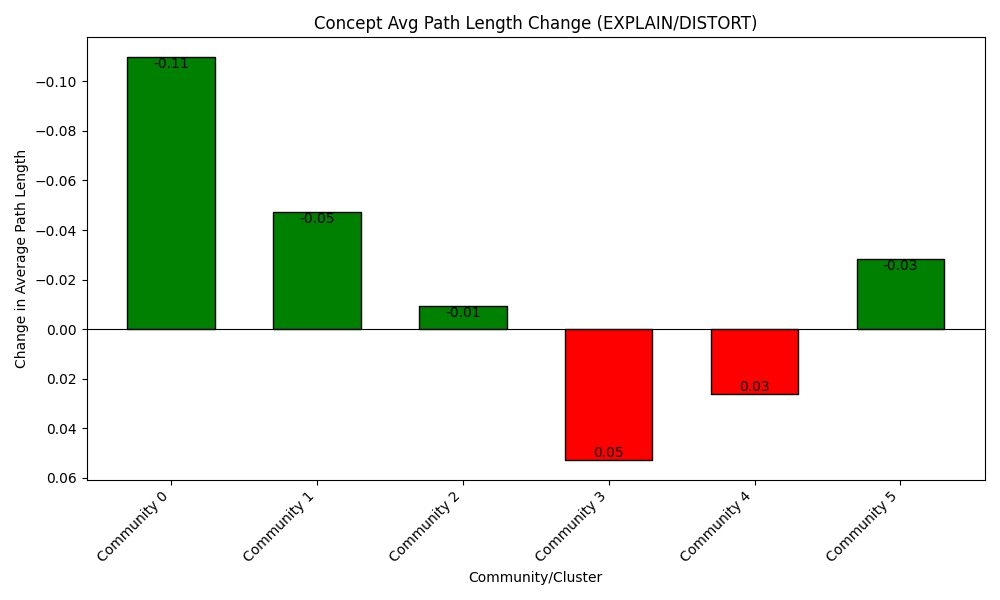 Concept Avg Path Length Change (EXPLAIN/DISTORT)
Change in Average Path Length
−0.10
−0.08
−0.06
−0.04
−0.02
0.00
0.02
0.04
0.06
-0.11
-0.05
-0.01
0.05
0.03
-0.03
Community 0
Community 1
Community 2
Community 3
Community 4
Community 5
Community/Cluster